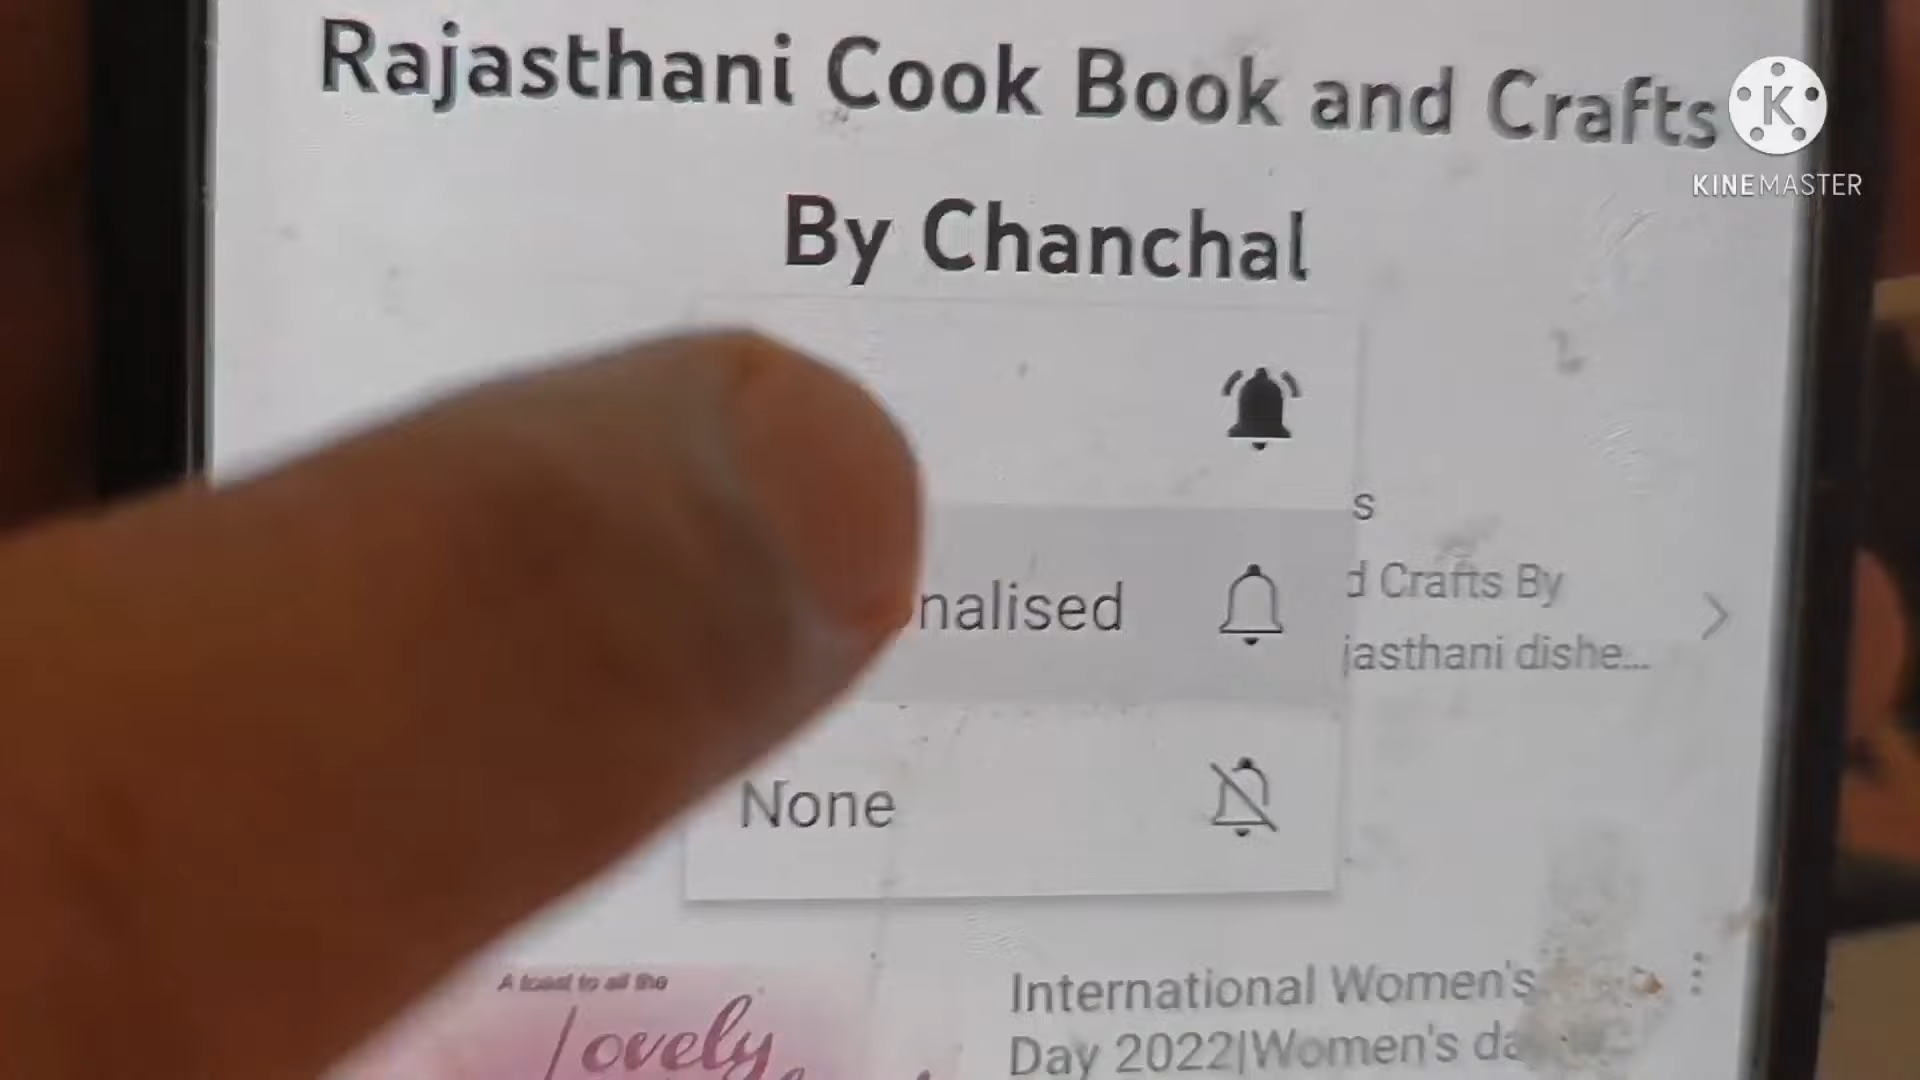 Rajasthani Cook Book and Crafts
By Chanchal
KINEMASTER
s
nalised
d Crafts By
jasthani dishe...
None
A toast to all the
lovely
International Women's
Day 2022|Women's da